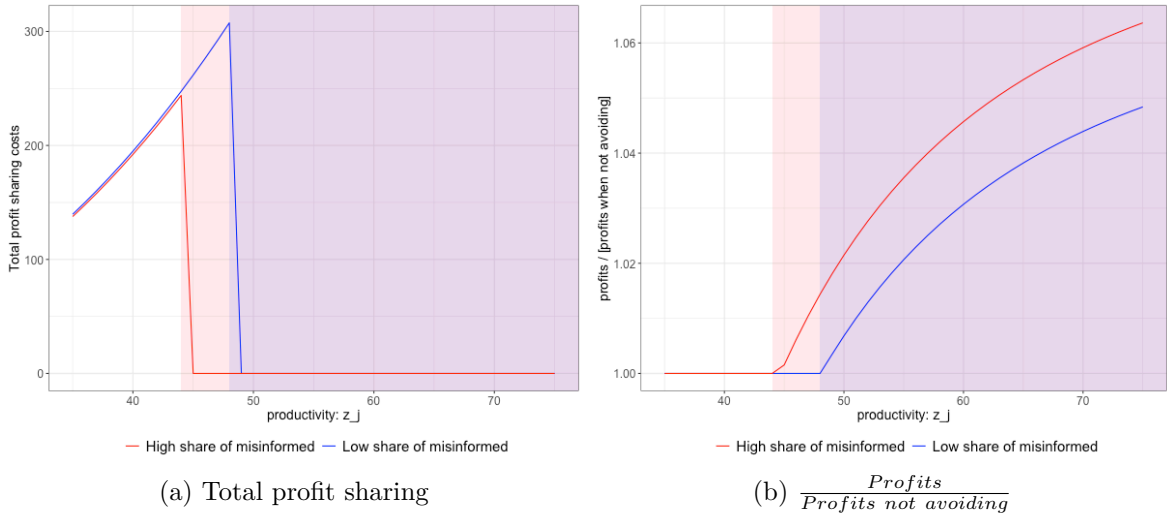 Total profit sharing costs
300
200
100
0
40
50
60
70
productivity: z_j
High share of misinformed
Low share of misinformed
(a) Total profit sharing
profits / [profits when not avoiding]
1.06
1.04
1.02
1.00
40
50
60
70
productivity: z_j
High share of misinformed
Low share of misinformed
(b) Profits
Profits not avoiding